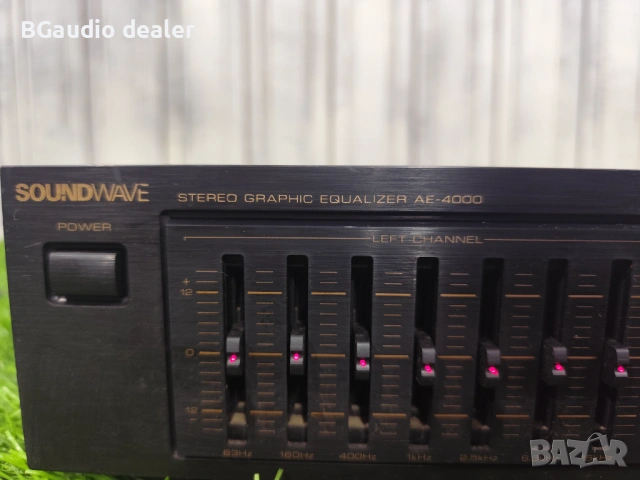 BGaudio dealer
SOUNDWAVE STEREO GRAPHIC EQUALIZER AE-4000
POWER
LEFT CHANNEL
+
12
0
12
63Hz 160Hz 400Hz 1kHz 2.5kHz
BAZAR